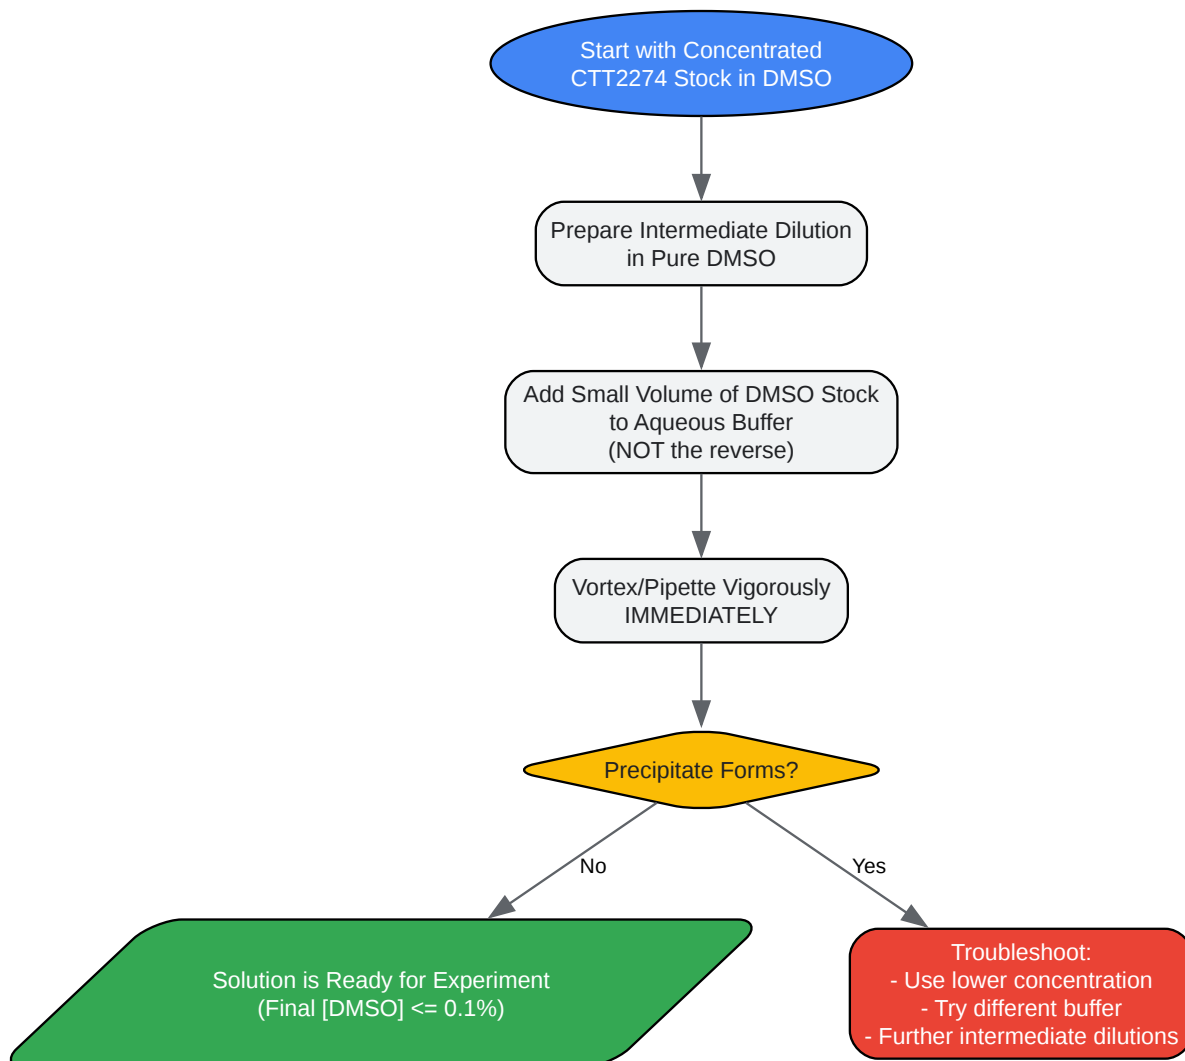 Start with Concentrated
CTT2274 Stock in DMSO
Prepare Intermediate Dilution
in Pure DMSO
Add Small Volume of DMSO Stock
to Aqueous Buffer
(NOT the reverse)
Vortex/Pipette Vigorously
IMMEDIATELY
Precipitate Forms?
No
Yes
Solution is Ready for Experiment
(Final [DMSO] <= 0.1%)
Troubleshoot:
- Use lower concentration
- Try different buffer
- Further intermediate dilutions